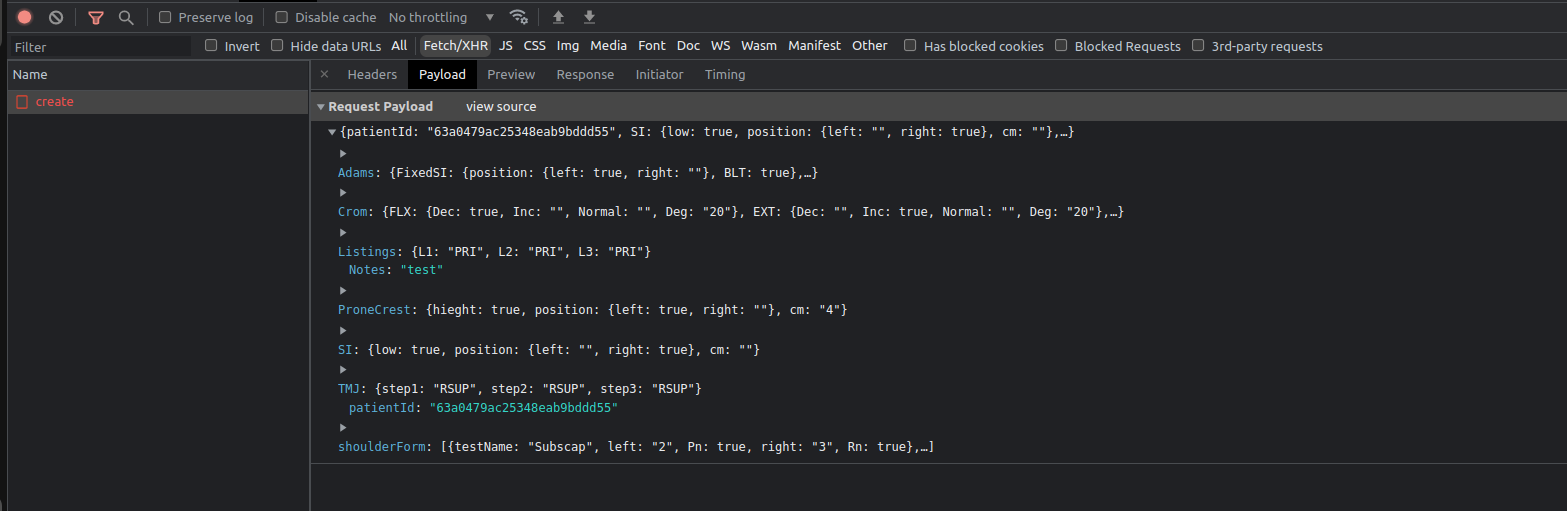 Preserve log Disable cache No throttling
Filter Invert Hide data URLs All Fetch/XHR JS CSS Img Media Font Doc WS Wasm Manifest Other Has blocked cookies Blocked Requests 3rd-party requests
Name × Headers Payload Preview Response Initiator Timing
create
Request Payload view source
{patientId: "63a0479ac25348eab9bddd55", SI: {low: true, position: {left: "", right: true}, cm: ""},…}
Adams: {FixedSI: {position: {left: true, right: ""}, BLT: true},…}
Crom: {FLX: {Dec: true, Inc: "", Normal: "", Deg: "20"}, EXT: {Dec: "", Inc: true, Normal: "", Deg: "20"},…}
Listings: {L1: "PRI", L2: "PRI", L3: "PRI"}
Notes: "test"
ProneCrest: {hieght: true, position: {left: true, right: ""}, cm: "4"}
SI: {low: true, position: {left: "", right: true}, cm: ""}
TMJ: {step1: "RSUP", step2: "RSUP", step3: "RSUP"}
patientId: "63a0479ac25348eab9bddd55"
shoulderForm: [{testName: "Subscap", left: "2", Pn: true, right: "3", Rn: true},…]